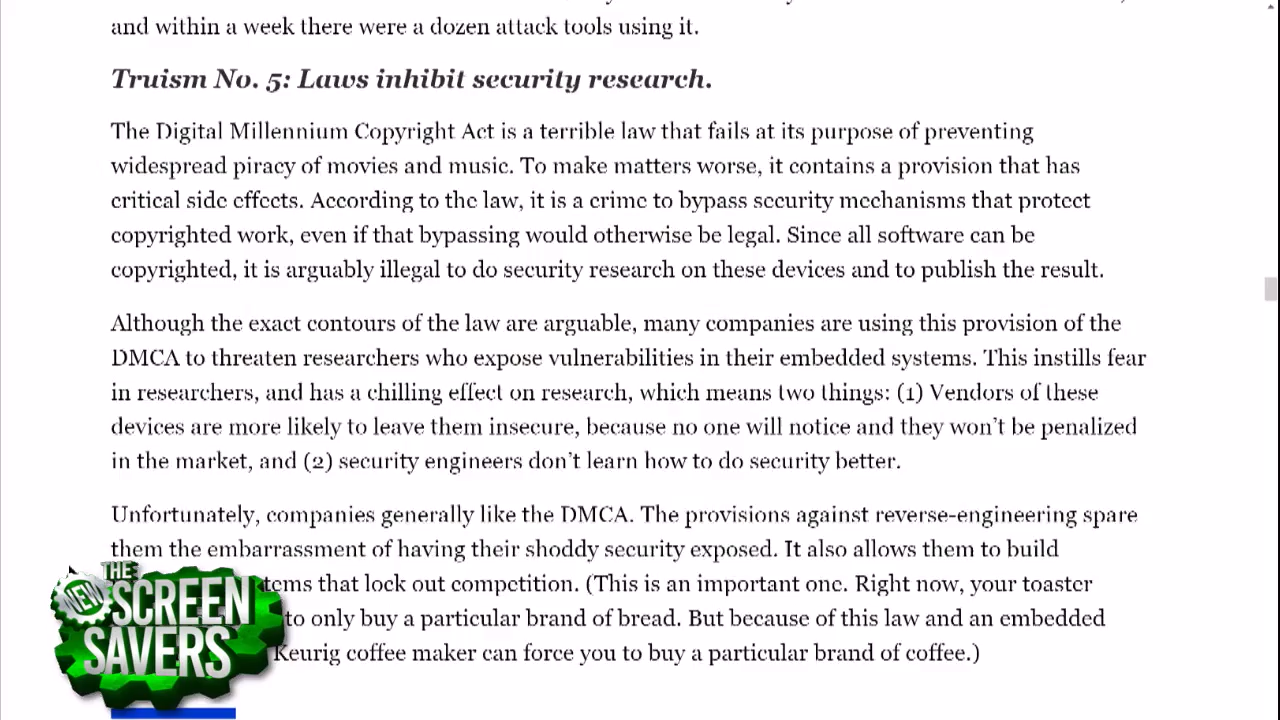 and within a week there were a dozen attack tools using it.
Truism No. 5: Laws inhibit security research.
The Digital Millennium Copyright Act is a terrible law that fails at its purpose of preventing
widespread piracy of movies and music. To make matters worse, it contains a provision that has
critical side effects. According to the law, it is a crime to bypass security mechanisms that protect
copyrighted work, even if that bypassing would otherwise be legal. Since all software can be
copyrighted, it is arguably illegal to do security research on these devices and to publish the result.
Although the exact contours of the law are arguable, many companies are using this provision of the
DMCA to threaten researchers who expose vulnerabilities in their embedded systems. This instills fear
in researchers, and has a chilling effect on research, which means two things: (1) Vendors of these
devices are more likely to leave them insecure, because no one will notice and they won't be penalized
in the market, and (2) security engineers don't learn how to do security better.
Unfortunately, companies generally like the DMCA. The provisions against reverse-engineering spare
them the embarrassment of having their shoddy security exposed. It also allows them to build
that lock out competition. (This is an important one. Right now, your toaster
to only buy a particular brand of bread. But because of this law and an embedded
Keurig coffee maker can force you to buy a particular brand of coffee.)
THE
NEW SCREEN
SAVERS